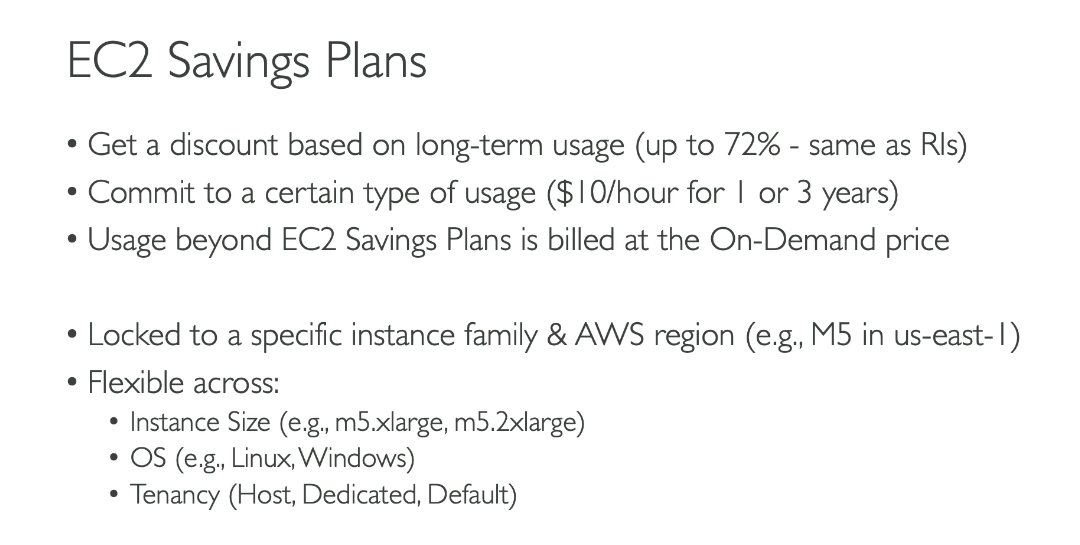 EC2 Savings Plans
• Get a discount based on long-term usage (up to 72% - same as RIs)
• Commit to a certain type of usage ($10/hour for 1 or 3 years)
• Usage beyond EC2 Savings Plans is billed at the On-Demand price
• Locked to a specific instance family & AWS region (e.g., M5 in us-east-1)
• Flexible across:
• Instance Size (e.g., m5.xlarge, m5.2xlarge)
• OS (e.g., Linux, Windows)
• Tenancy (Host, Dedicated, Default)